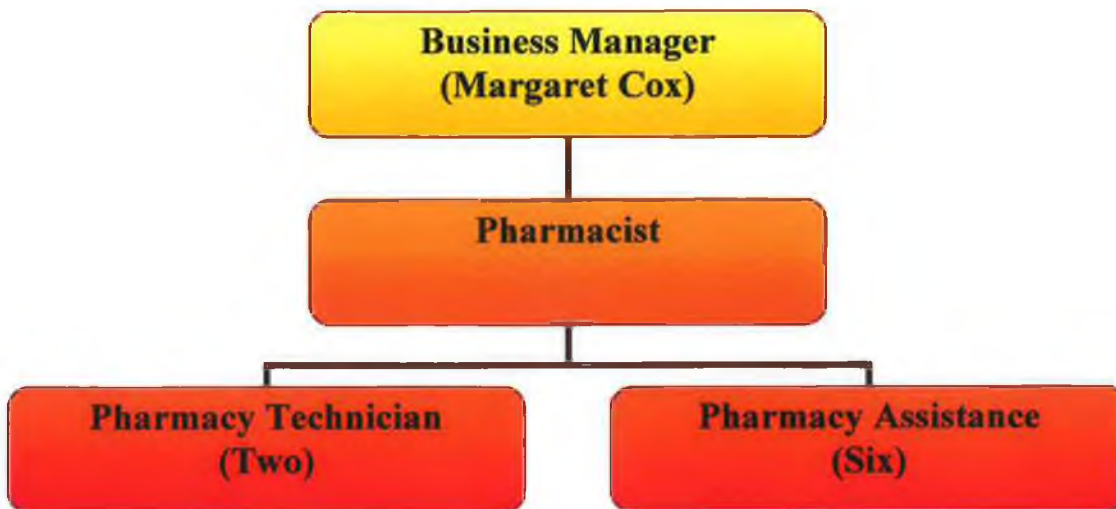 Business Manager
(Margaret Cox)
Pharmacist
Pharmacy Technician
(Two)
Pharmacy Assistance
(Six)